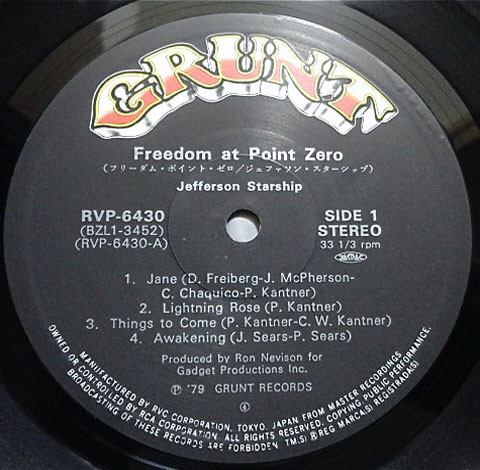 GRUNT
Freedom at Point Zero
(フリーダム・ポイント・ゼロ/ジェファソン・スターシップ)
Jefferson Starship
RVP-6430
(BZL1-3452)
(RVP-6430-A)
SIDE 1
STEREO
33 1/3 rpm
1. Jane (D. Freiberg-J. McPherson-
C. Chaquico-P. Kantner)
2. Lightning Rose (P. Kantner)
3. Things to Come (P. Kantner-C. W. Kantner)
4. Awakening (J. Sears-P. Sears)
Produced by Ron Nevison for
Gadget Productions Inc.
Ⓟ '79 GRUNT RECORDS
MANUFACTURED BY RVC CORPORATION, TOKYO, JAPAN FROM MASTER RECORDINGS
OWNED OR CONTROLLED BY RCA CORPORATION. ALL RIGHTS RESERVED. COPYING, PUBLIC PERFORMANCE,
BROADCASTING OF THESE RECORDS ARE FORBIDDEN. TM(S) ® REG MARCA(S) REGISTRADA(S)